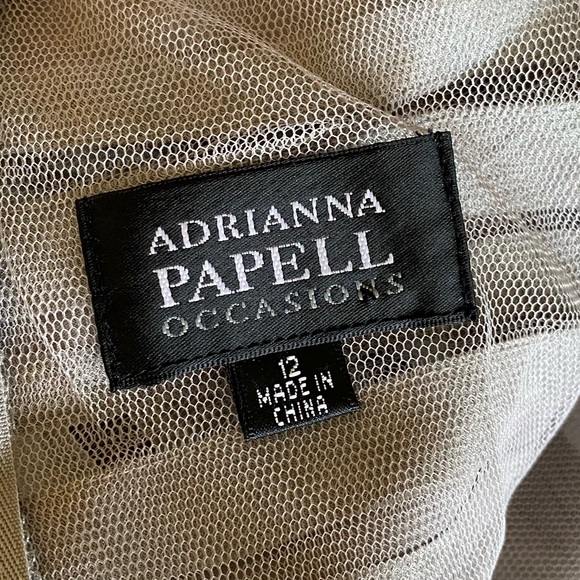 ADRIANNA
PAPELL
OCCASIONS
12
MADE IN
CHINA